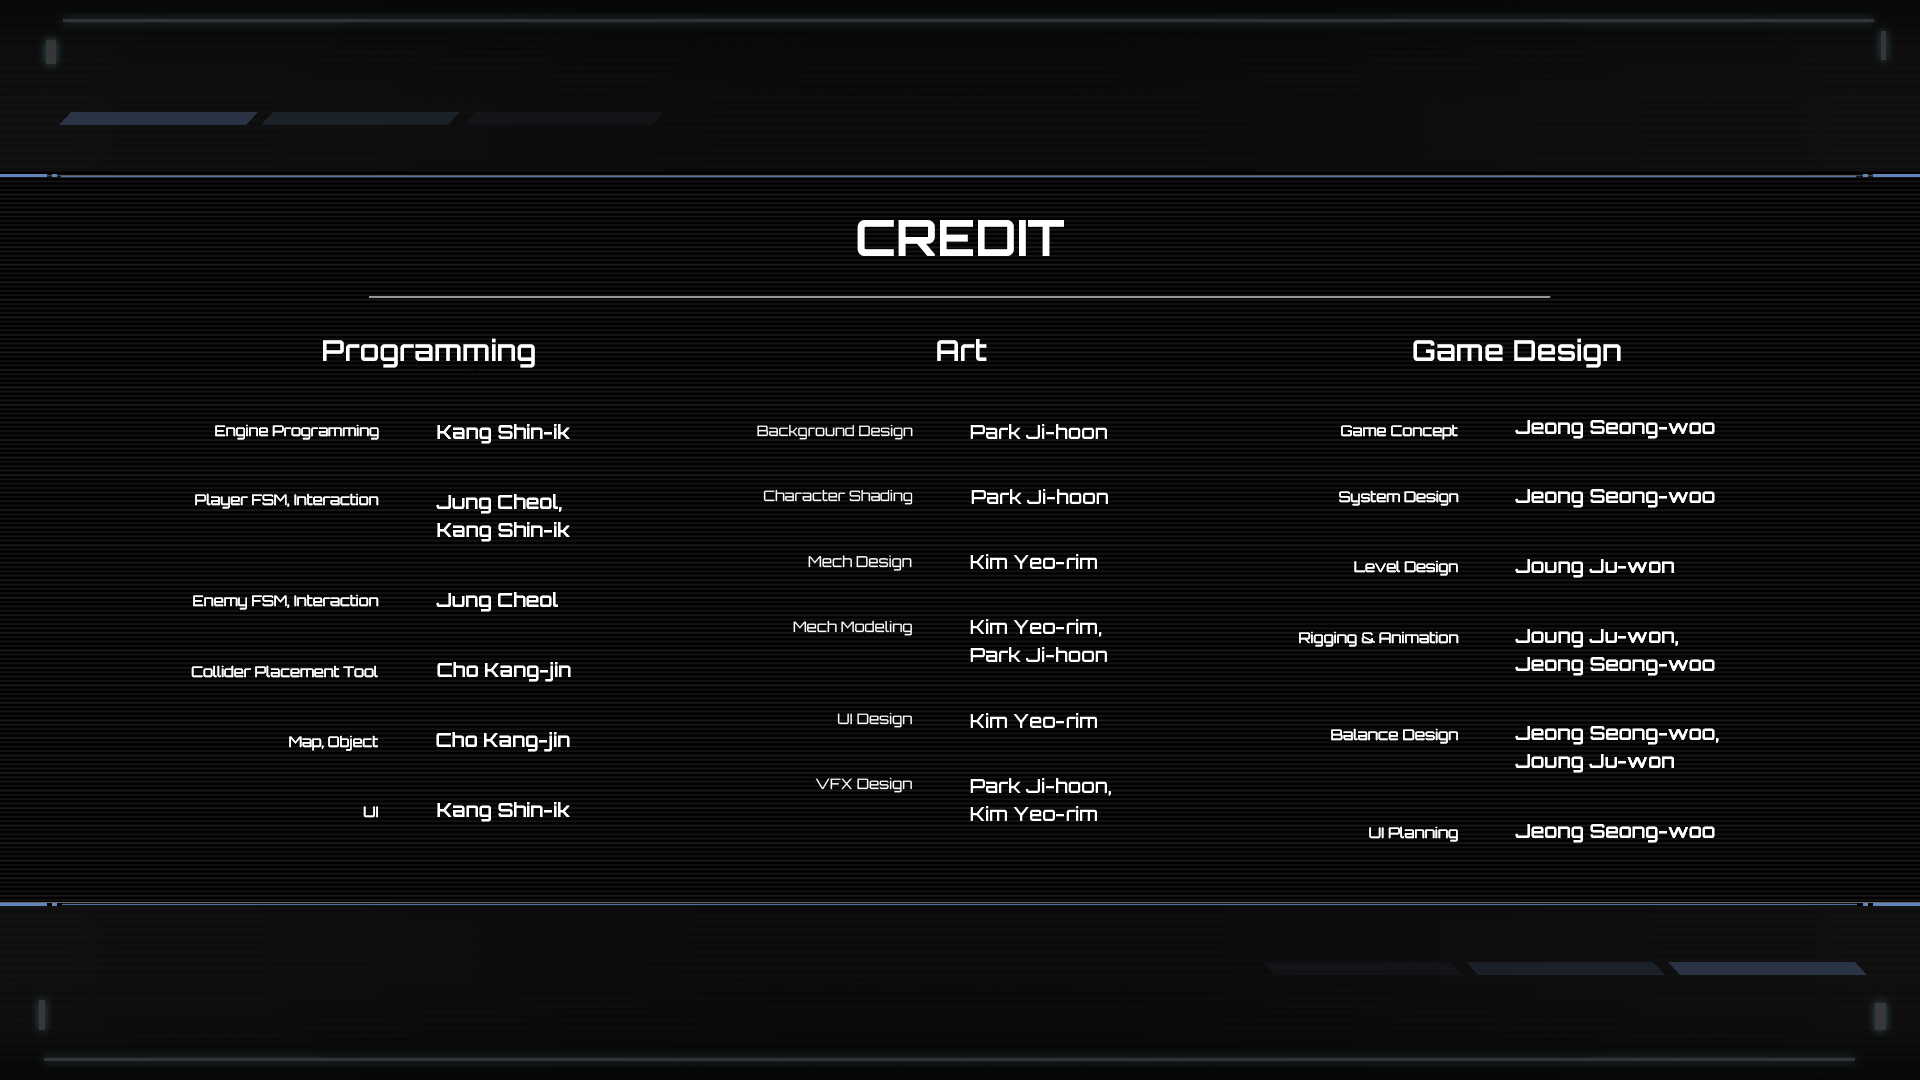 CREDIT
Programming
Engine Programming Kang Shin-ik
Player FSM, Interaction Jung Cheol,
Kang Shin-ik
Enemy FSM, Interaction Jung Cheol
Collider Placement Tool Cho Kang-jin
Map, Object Cho Kang-jin
UI Kang Shin-ik
Art
Background Design Park Ji-hoon
Character Shading Park Ji-hoon
Mech Design Kim Yeo-rim
Mech Modeling Kim Yeo-rim,
Park Ji-hoon
UI Design Kim Yeo-rim
VFX Design Park Ji-hoon,
Kim Yeo-rim
Game Design
Game Concept Jeong Seong-woo
System Design Jeong Seong-woo
Level Design Joung Ju-won
Rigging & Animation Joung Ju-won,
Jeong Seong-woo
Balance Design Jeong Seong-woo,
Joung Ju-won
UI Planning Jeong Seong-woo